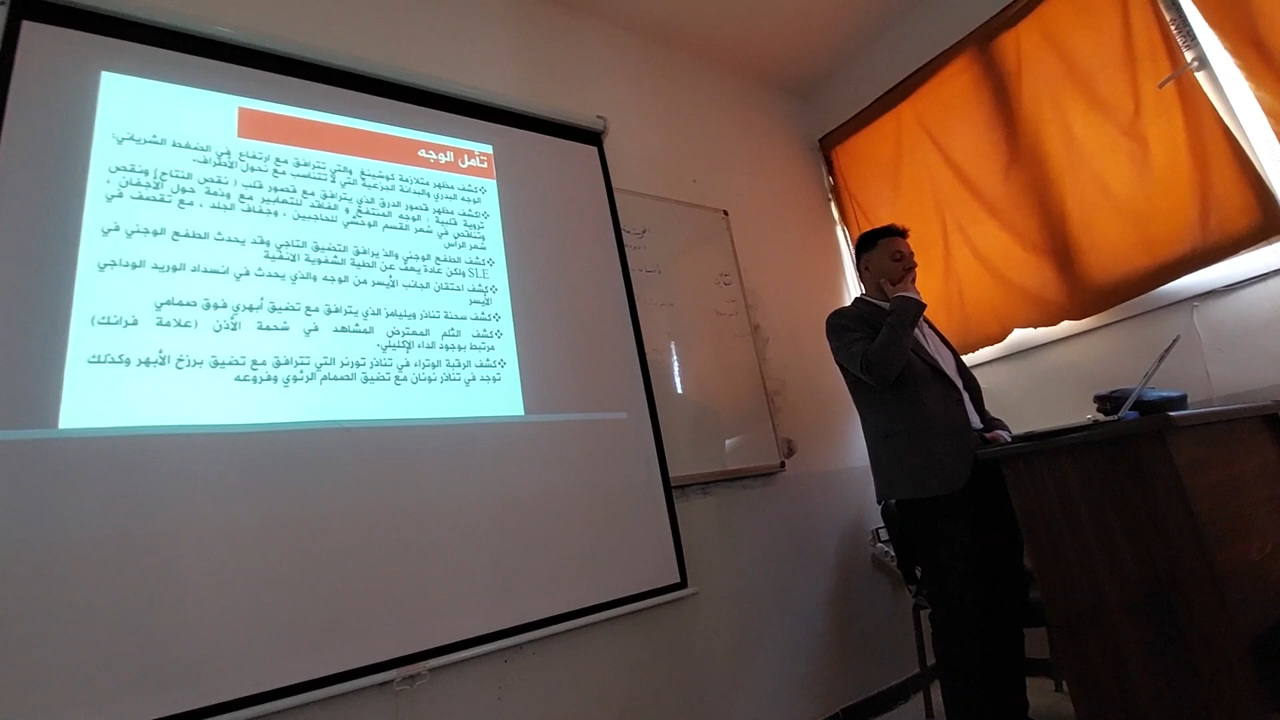 تأمل الوجه
❖كشف مظهر متلازمة كوشينغ والتي تترافق مع ارتفاع في الضغط الشرياني:
الوجه البدري والبدانة الجزعية التي لا تتناسب مع نحول الأطراف.
❖اكشف مظهر قصور الدرق الذي يترافق مع قصور قلب ( نقص النتاج) ونقص
تروية قلبية : الوجه المنتفخ و الفاقد للتعابير مع وذمة حول الأجفان ،
وتناقص في شعر القسم الوحشي للحاجبين ، وجفاف الجلد ، مع تقصف في
شعر الرأس
❖كشف الطفح الوجني والذ يرافق التضيق التاجي وقد يحدث الطفح الوجني في
SLE ولكن عادة يعف عن الطية الشفوية الانفية
❖كشف احتقان الجانب الأيسر من الوجه والذي يحدث في انسداد الوريد الوداجي
الأيسر
❖كشف سحنة تناذر ويليامز الذي يترافق مع تضيق أبهري فوق صمامي
❖كشف الثلم المعترض المشاهد في شحمة الأذن (علامة فرانك)
مرتبط بوجود الداء الإكليلي.
❖كشف الرقبة الوتراء في تناذر تورنر التي تترافق مع تضيق برزخ الأبهر وكذلك
توجد في تناذر نونان مع تضيق الصمام الرئوي وفروعه